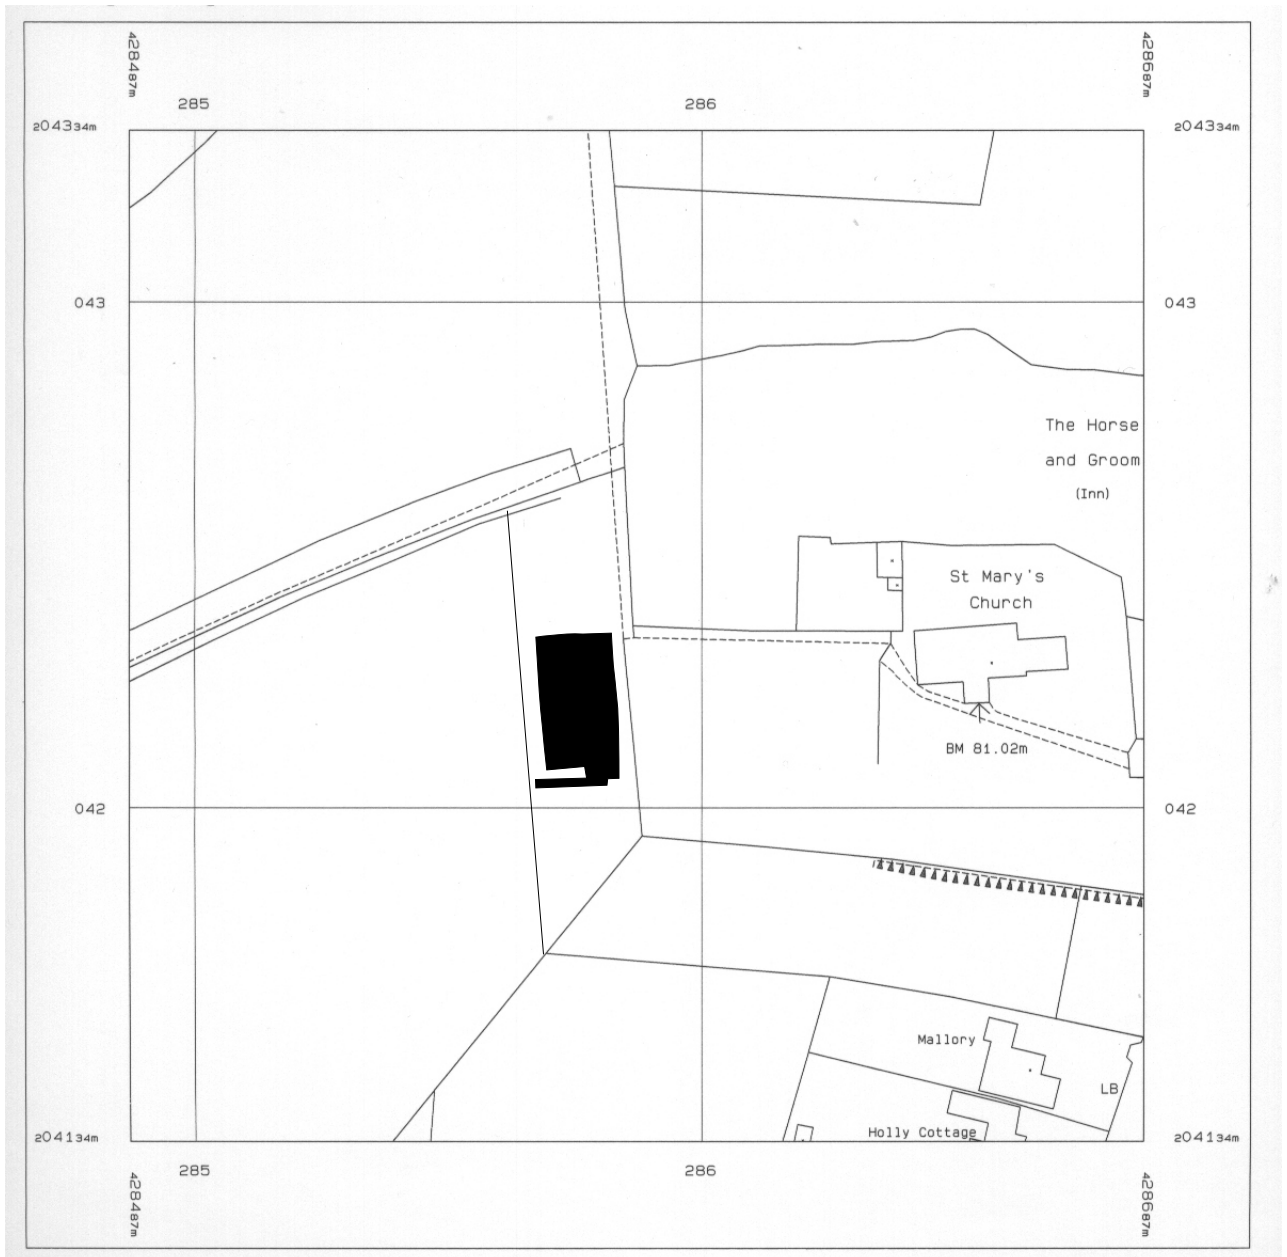 428487m
428687m
285 286
204334m 204334m
043 043
The Horse
and Groom
(Inn)
St Mary's
Church
BM 81.02m
042 042
Mallory
LB
Holly Cottage
204134m 204134m
285 286
428487m
428687m